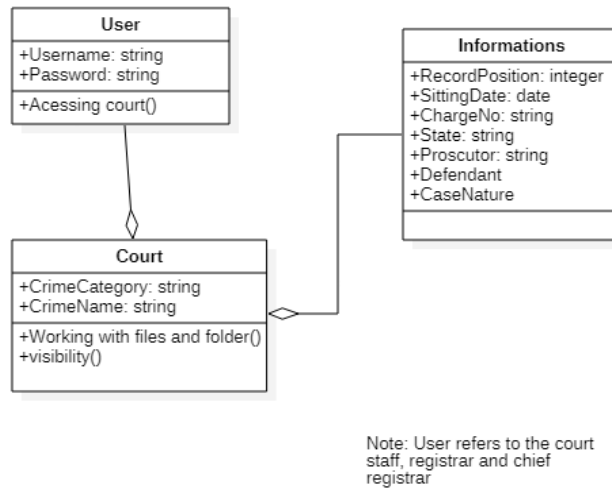 User
+Username: string
+Password: string
+Acessing court()
Informations
+RecordPosition: integer
+SittingDate: date
+ChargeNo: string
+State: string
+Proscutor: string
+Defendant
+CaseNature
Court
+CrimeCategory: string
+CrimeName: string
+Working with files and folder()
+visibility()
Note: User refers to the court
staff, registrar and chief
registrar